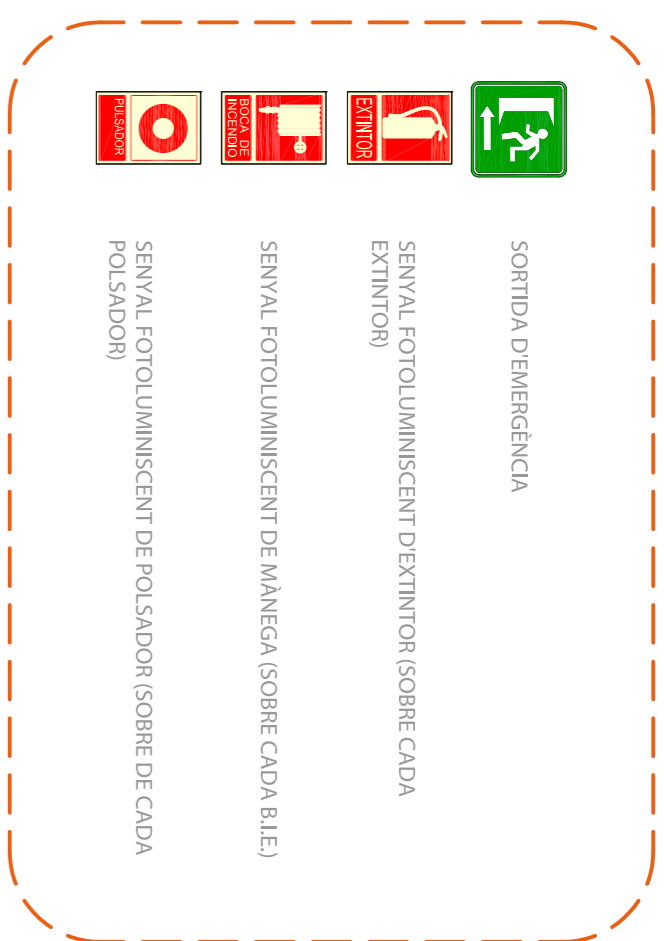 SORTIDA D'EMERGÈNCIA
EXTINTOR
SENYAL FOTOLUMINISCENT D'EXTINTOR (SOBRE CADA
EXTINTOR)
BOCA DE
INCENDIO
SENYAL FOTOLUMINISCENT DE MÀNEGA (SOBRE CADA B.I.E.)
PULSADOR
SENYAL FOTOLUMINISCENT DE POLSADOR (SOBRE DE CADA
POLSADOR)